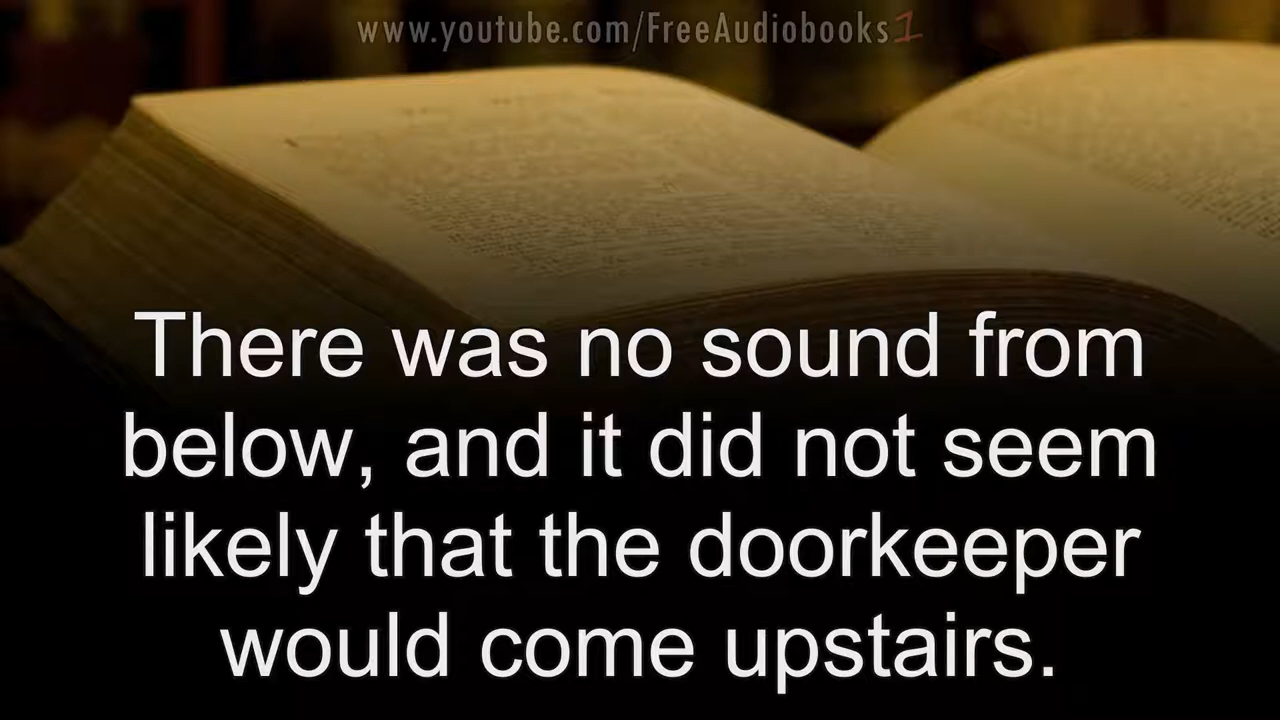 www.youtube.com/FreeAudiobooks1
There was no sound from
below, and it did not seem
likely that the doorkeeper
would come upstairs.